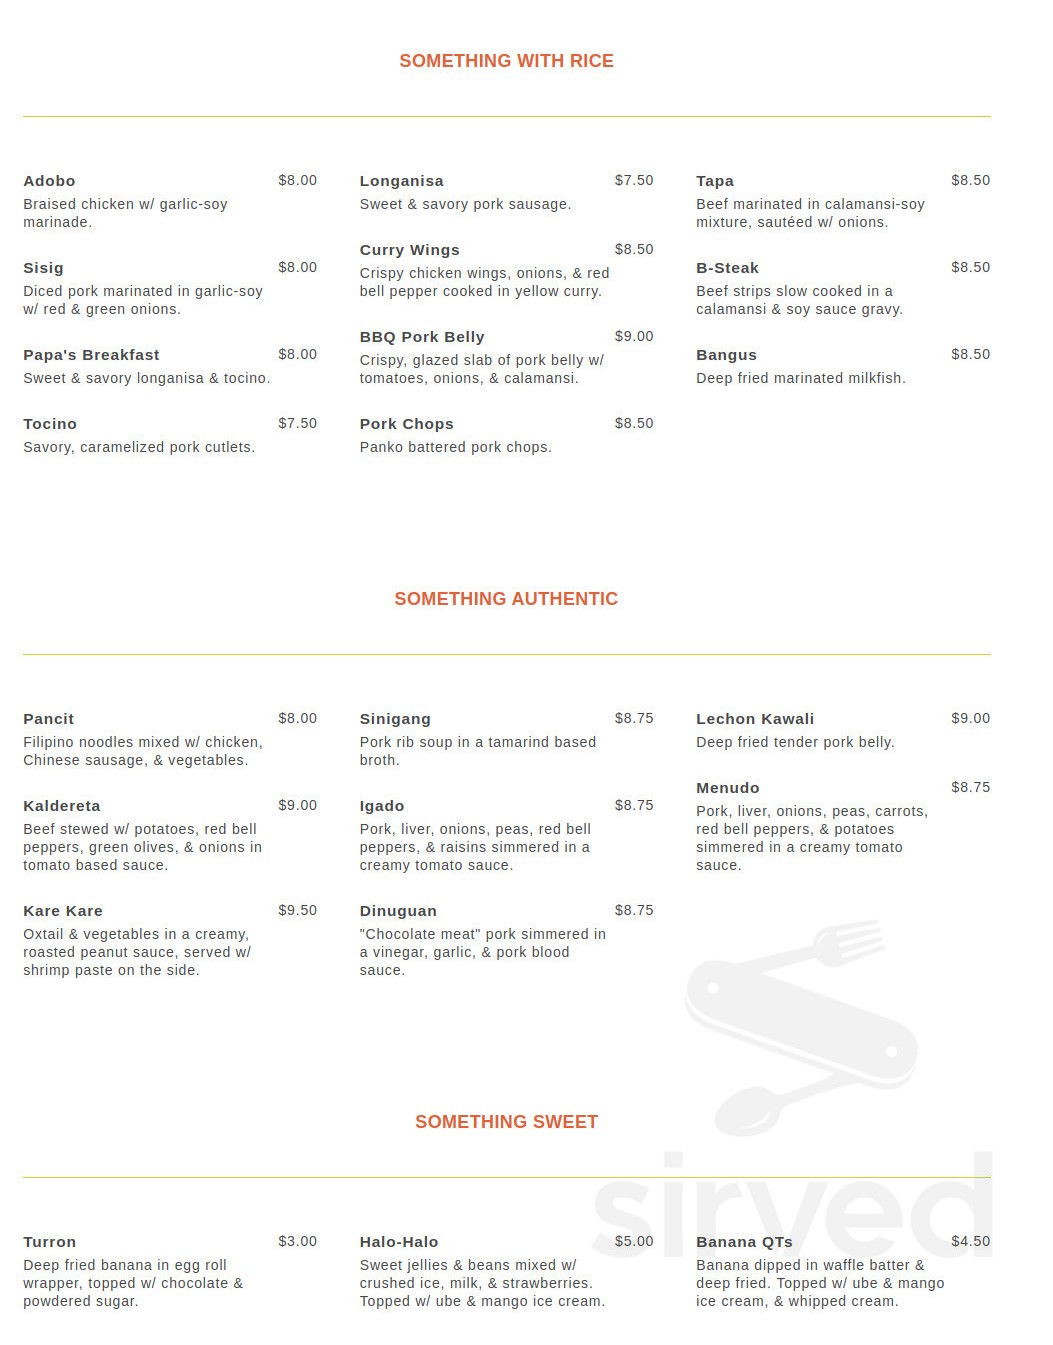 SOMETHING WITH RICE
Adobo $8.00
Braised chicken w/ garlic-soy
marinade.
Sisig $8.00
Diced pork marinated in garlic-soy
w/ red & green onions.
Papa's Breakfast $8.00
Sweet & savory longanisa & tocino.
Tocino $7.50
Savory, caramelized pork cutlets.
Longanisa $7.50
Sweet & savory pork sausage.
Curry Wings $8.50
Crispy chicken wings, onions, & red
bell pepper cooked in yellow curry.
BBQ Pork Belly $9.00
Crispy, glazed slab of pork belly w/
tomatoes, onions, & calamansi.
Pork Chops $8.50
Panko battered pork chops.
Tapa $8.50
Beef marinated in calamansi-soy
mixture, sautéed w/ onions.
B-Steak $8.50
Beef strips slow cooked in a
calamansi & soy sauce gravy.
Bangus $8.50
Deep fried marinated milkfish.
SOMETHING AUTHENTIC
Pancit $8.00
Filipino noodles mixed w/ chicken,
Chinese sausage, & vegetables.
Kaldereta $9.00
Beef stewed w/ potatoes, red bell
peppers, green olives, & onions in
tomato based sauce.
Kare Kare $9.50
Oxtail & vegetables in a creamy,
roasted peanut sauce, served w/
shrimp paste on the side.
Sinigang $8.75
Pork rib soup in a tamarind based
broth.
Igado $8.75
Pork, liver, onions, peas, red bell
peppers, & raisins simmered in a
creamy tomato sauce.
Dinuguan $8.75
"Chocolate meat" pork simmered in
a vinegar, garlic, & pork blood
sauce.
Lechon Kawali $9.00
Deep fried tender pork belly.
Menudo $8.75
Pork, liver, onions, peas, carrots,
red bell peppers, & potatoes
simmered in a creamy tomato
sauce.
SOMETHING SWEET
Turron $3.00
Deep fried banana in egg roll
wrapper, topped w/ chocolate &
powdered sugar.
Halo-Halo $5.00
Sweet jellies & beans mixed w/
crushed ice, milk, & strawberries.
Topped w/ ube & mango ice cream.
Banana QTs $4.50
Banana dipped in waffle batter &
deep fried. Topped w/ ube & mango
ice cream, & whipped cream.
sirved